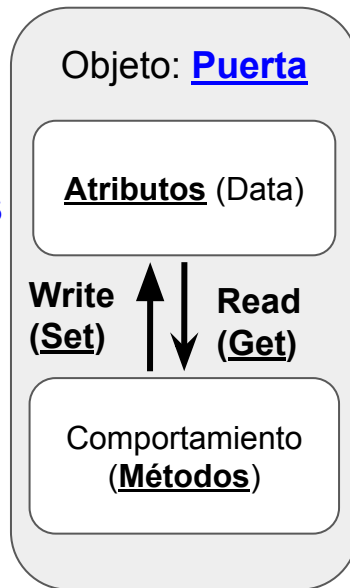 Objeto: Puerta
Atributos (Data)
Write
(Set)
Read
(Get)
Comportamiento
(Métodos)